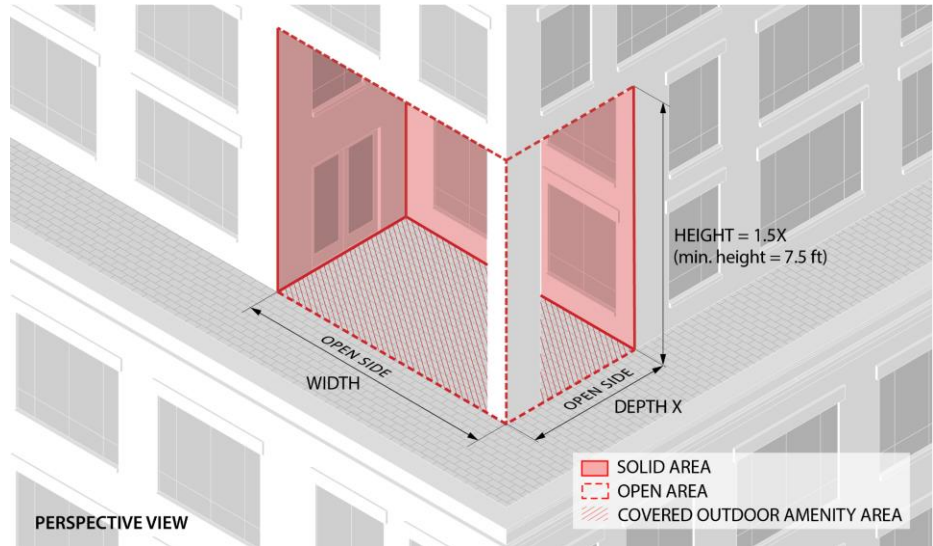 HEIGHT = 1.5X
(min. height = 7.5 ft)
OPEN SIDE
WIDTH
OPEN SIDE
DEPTH X
SOLID AREA
OPEN AREA
COVERED OUTDOOR AMENITY AREA
PERSPECTIVE VIEW